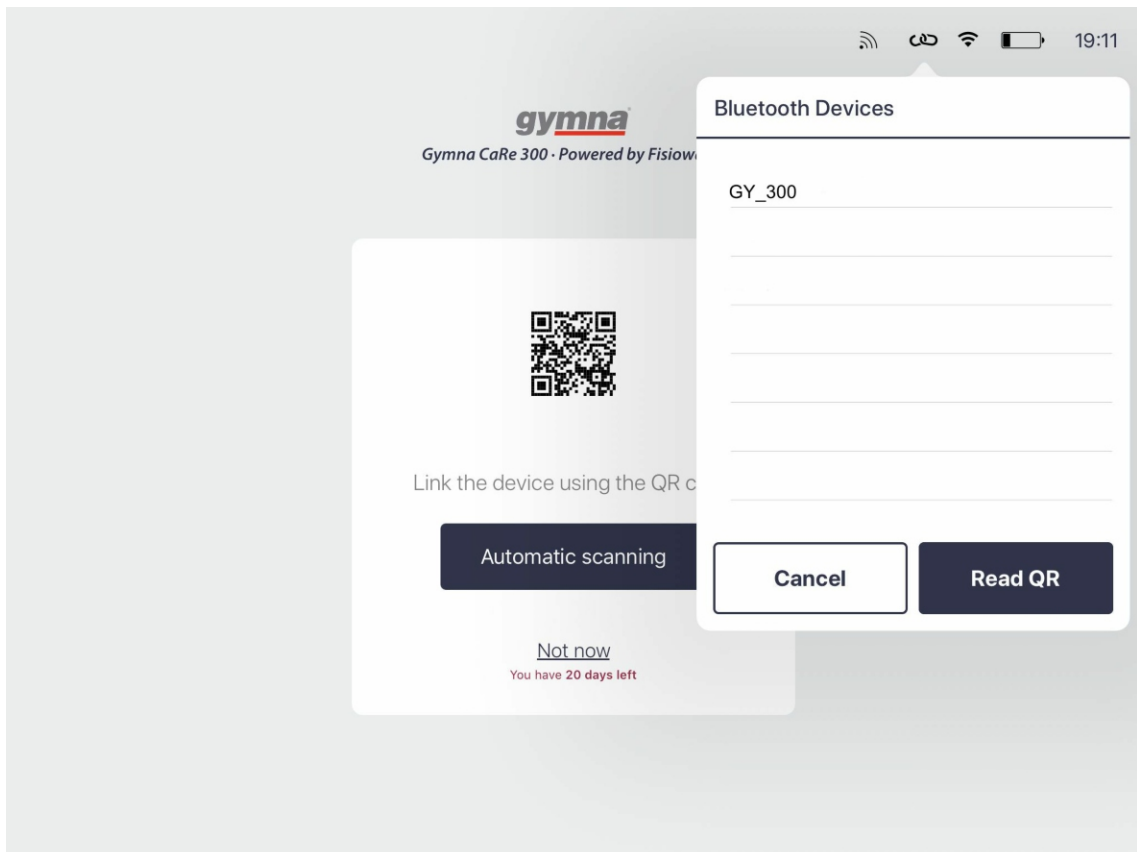 19:11
gymna
Gymna CaRe 300 · Powered by
Link the device using the QR
Automatic scanning
Not now
You have 20 days left
Bluetooth Devices
GY_300
Cancel
Read QR